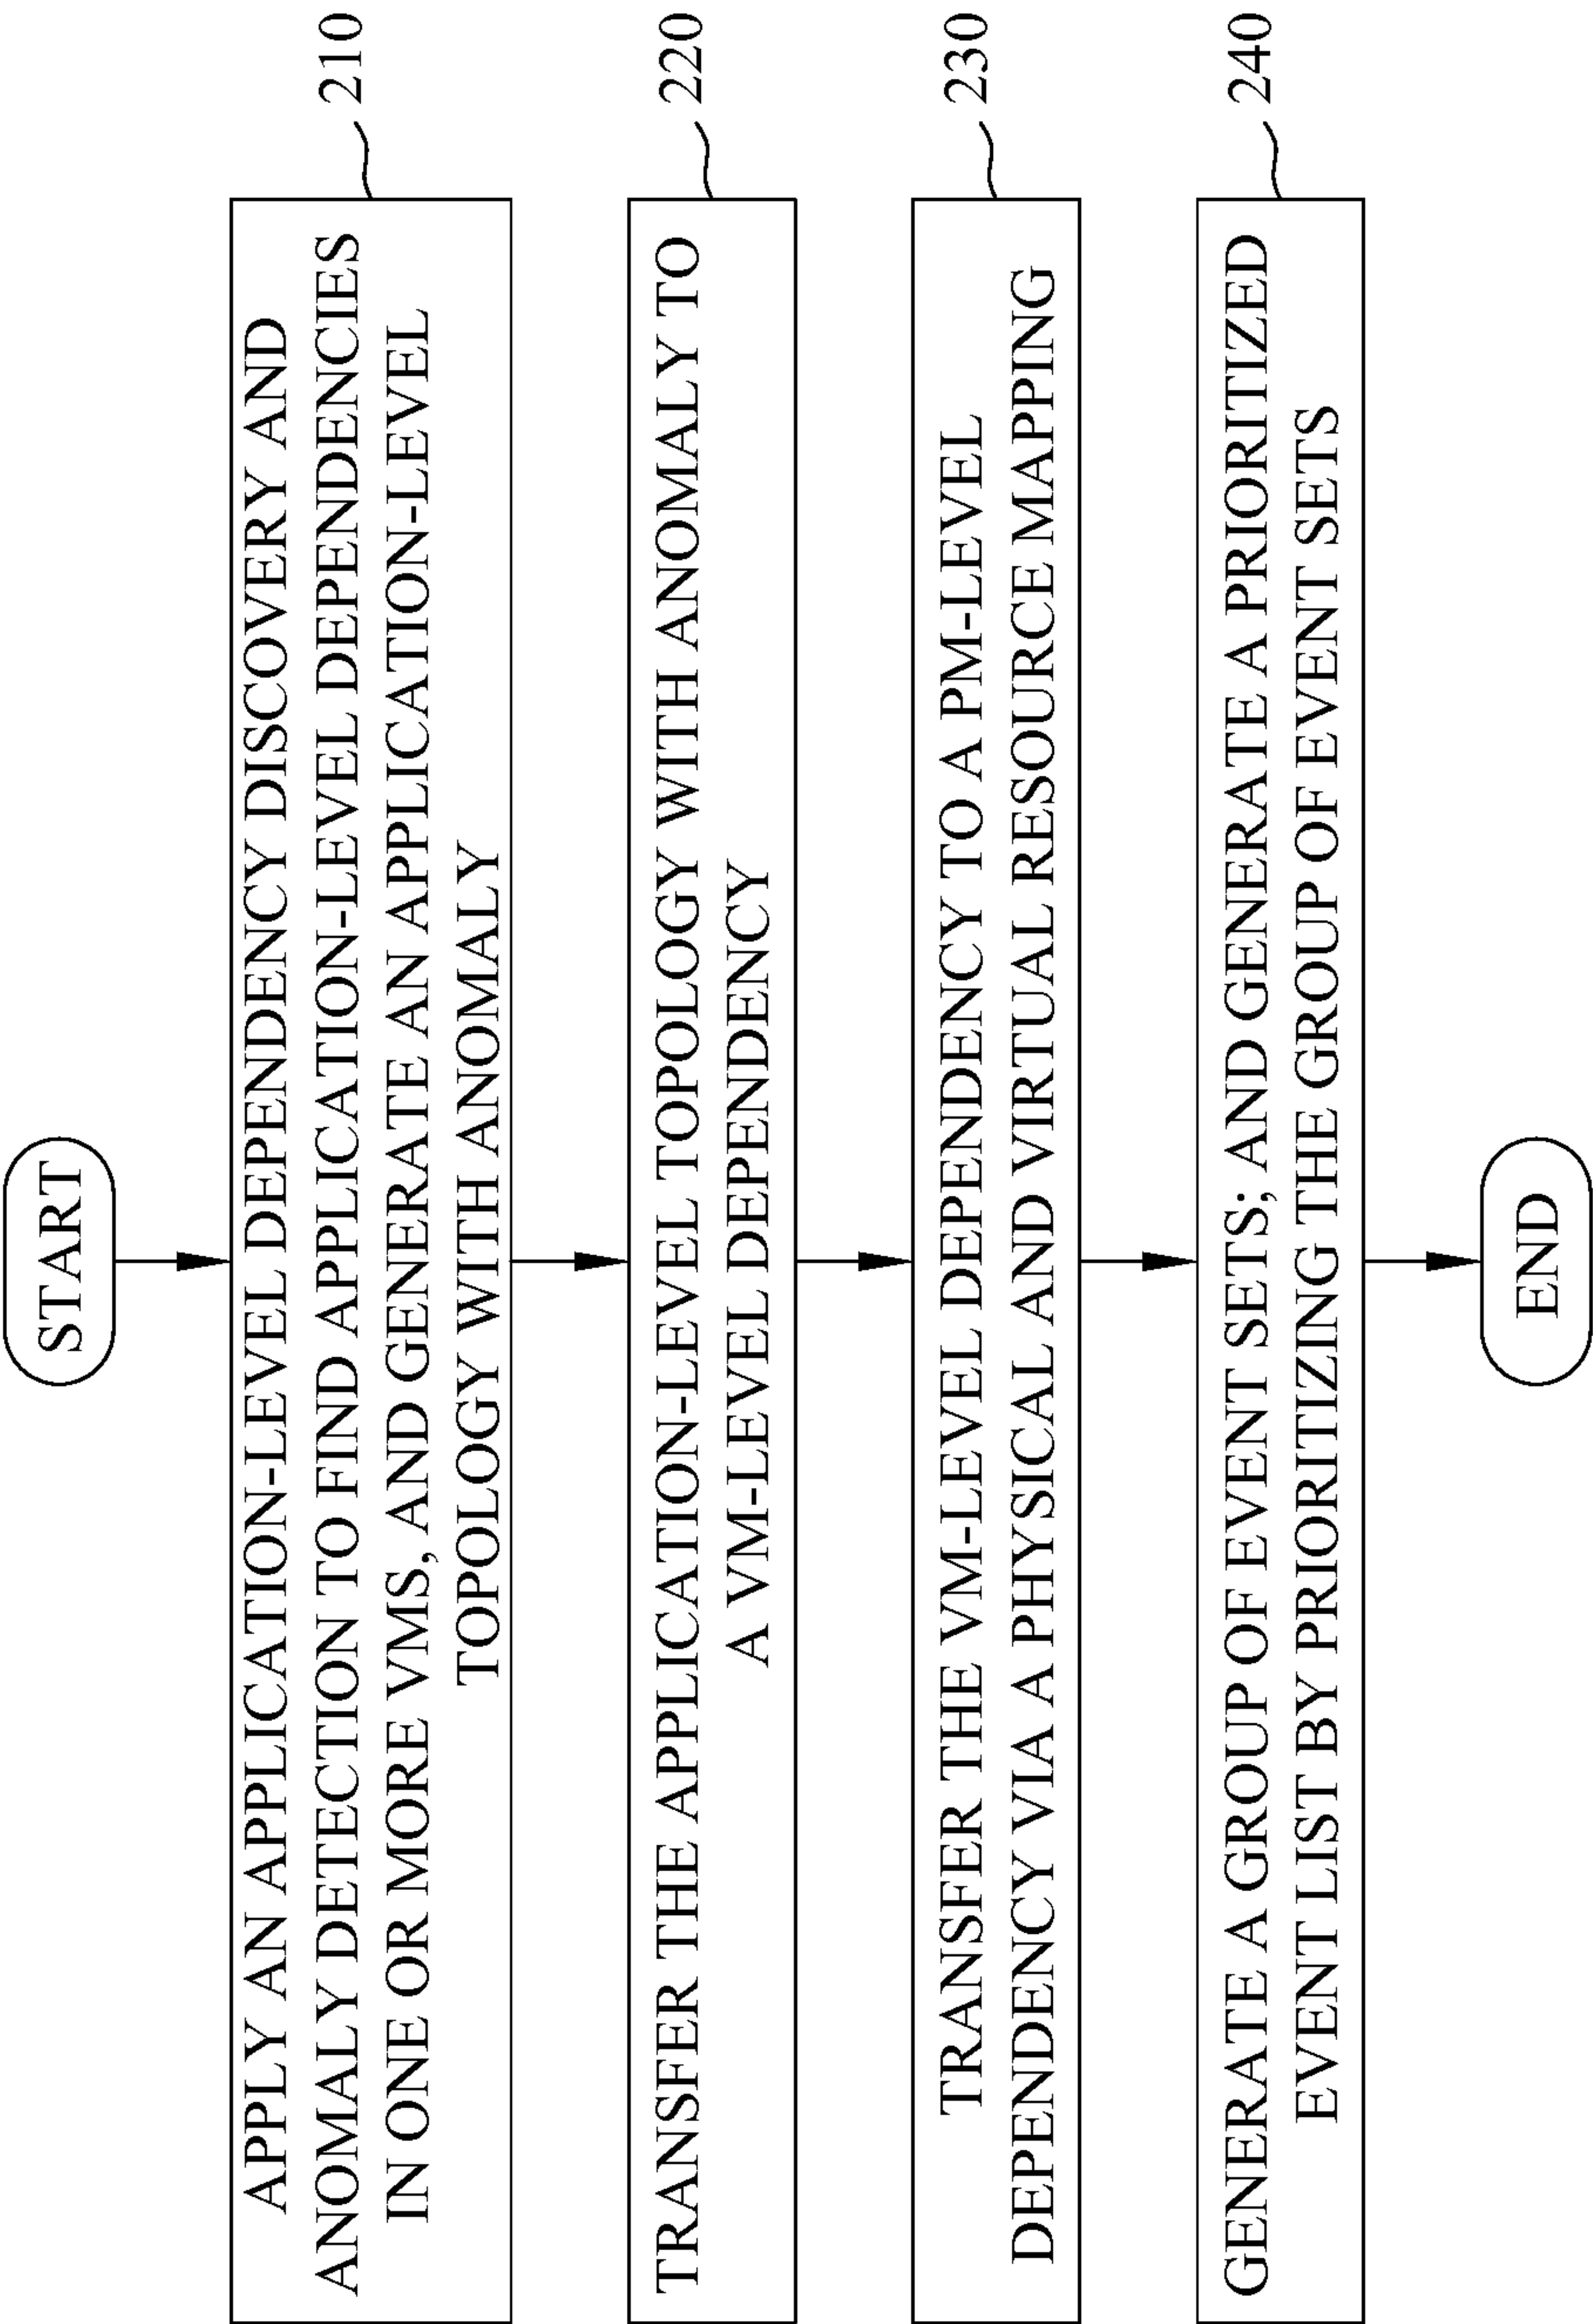 START
APPLY AN APPLICATION-LEVEL DEPENDENCY DISCOVERY AND
ANOMALY DETECTION TO FIND APPLICATION-LEVEL DEPENDENCIES
IN ONE OR MORE VMS, AND GENERATE AN APPLICATION-LEVEL
TOPOLOGY WITH ANOMALY
210
TRANSFER THE APPLICATION-LEVEL TOPOLOGY WITH ANOMALY TO
A VM-LEVEL DEPENDENCY
220
TRANSFER THE VM-LEVEL DEPENDENCY TO A PM-LEVEL
DEPENDENCY VIA A PHYSICAL AND VIRTUAL RESOURCE MAPPING
230
GENERATE A GROUP OF EVENT SETS; AND GENERATE A PRIORITIZED
EVENT LIST BY PRIORITIZING THE GROUP OF EVENT SETS
240
END